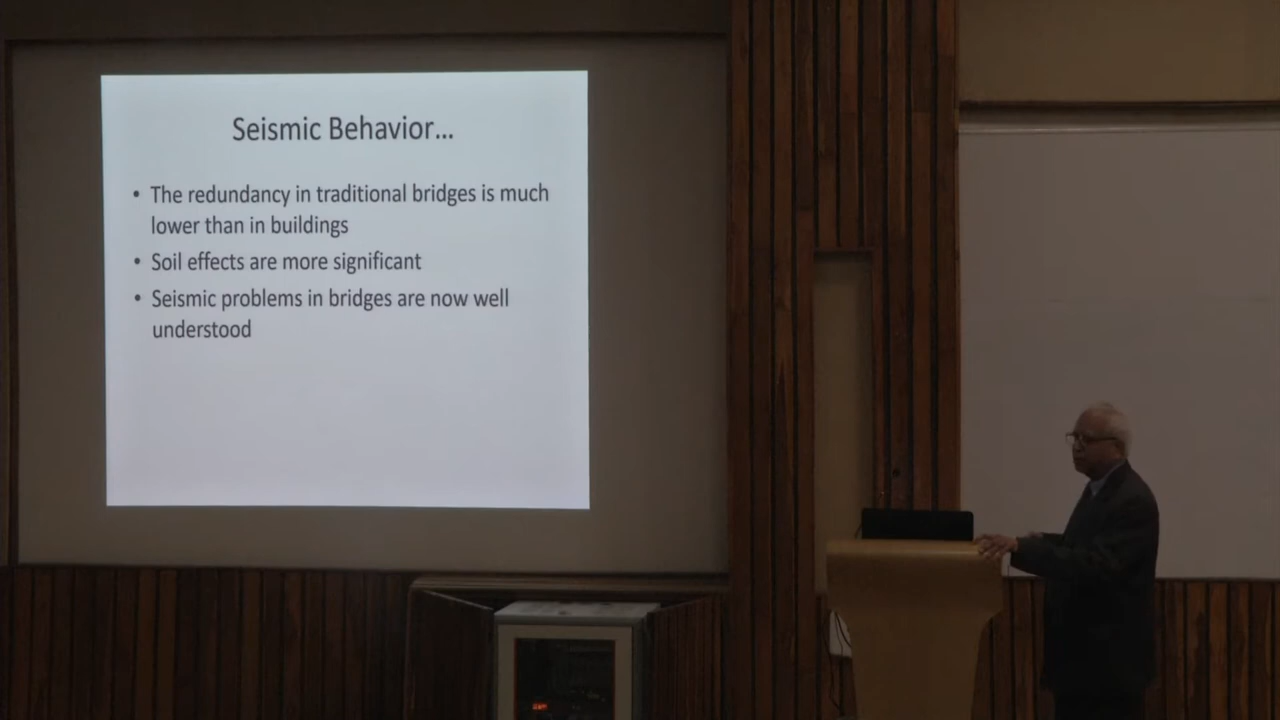 Seismic Behavior...
• The redundancy in traditional bridges is much
lower than in buildings
• Soil effects are more significant
• Seismic problems in bridges are now well
understood